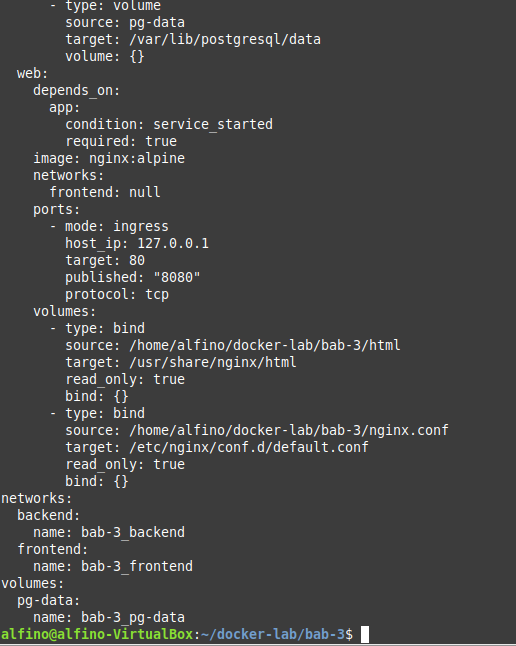 - type: volume
        source: pg-data
        target: /var/lib/postgresql/data
        volume: {}
  web:
    depends_on:
      app:
        condition: service_started
        required: true
    image: nginx:alpine
    networks:
      frontend: null
    ports:
      - mode: ingress
        host_ip: 127.0.0.1
        target: 80
        published: "8080"
        protocol: tcp
    volumes:
      - type: bind
        source: /home/alfino/docker-lab/bab-3/html
        target: /usr/share/nginx/html
        read_only: true
        bind: {}
      - type: bind
        source: /home/alfino/docker-lab/bab-3/nginx.conf
        target: /etc/nginx/conf.d/default.conf
        read_only: true
        bind: {}
networks:
  backend:
    name: bab-3_backend
  frontend:
    name: bab-3_frontend
volumes:
  pg-data:
    name: bab-3_pg-data
alfino@alfino-VirtualBox:~/docker-lab/bab-3$